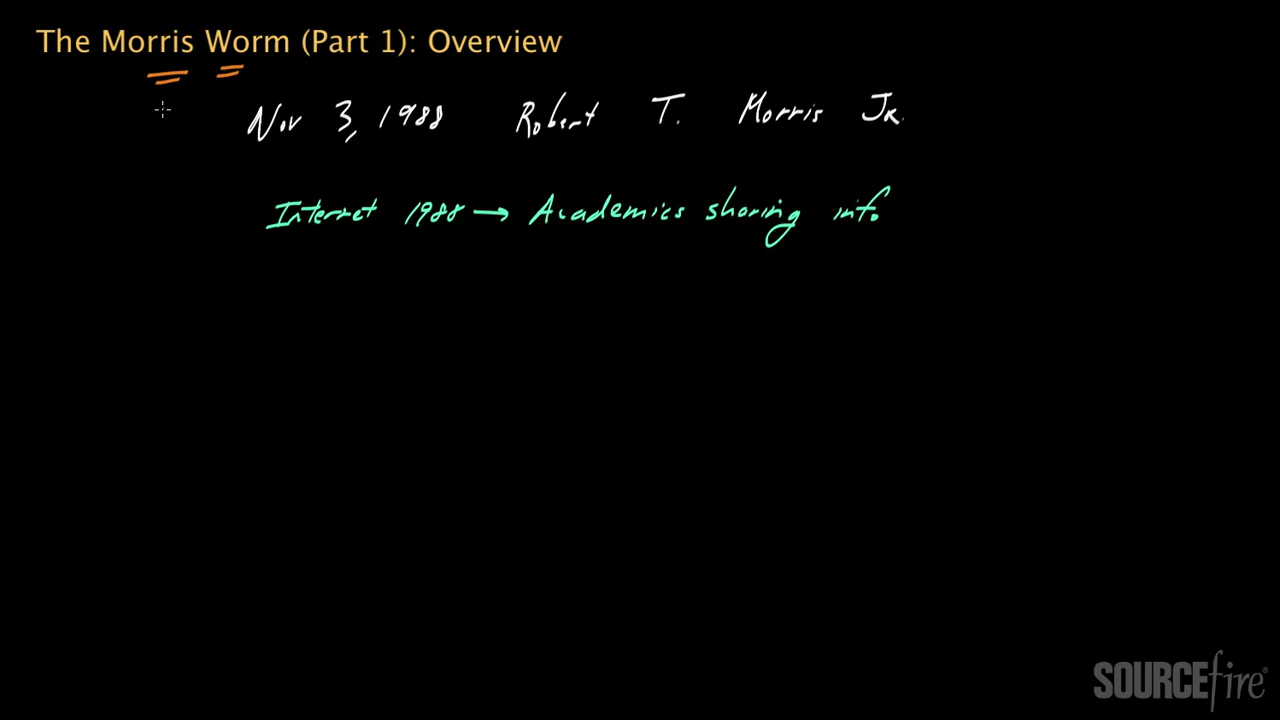 The Morris Worm (Part 1): Overview
Nov 3, 1988 Robert T. Morris Jr.
Internet 1988 → Academics sharing info
SOURCEfire®